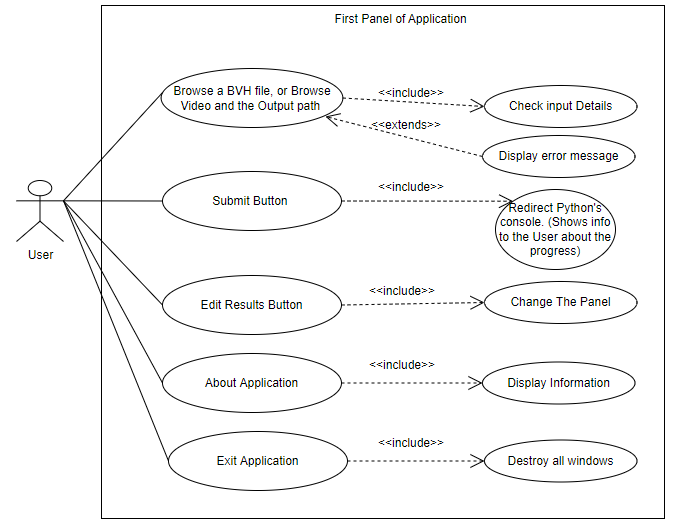 First Panel of Application
Browse a BVH file, or Browse
Video and the Output path
<<include>>
Check input Details
<<extends>>
Display error message
Submit Button
<<include>>
Redirect Python's
console. (Shows info
to the User about the
progress)
User
Edit Results Button
<<include>>
Change The Panel
About Application
<<include>>
Display Information
Exit Application
<<include>>
Destroy all windows